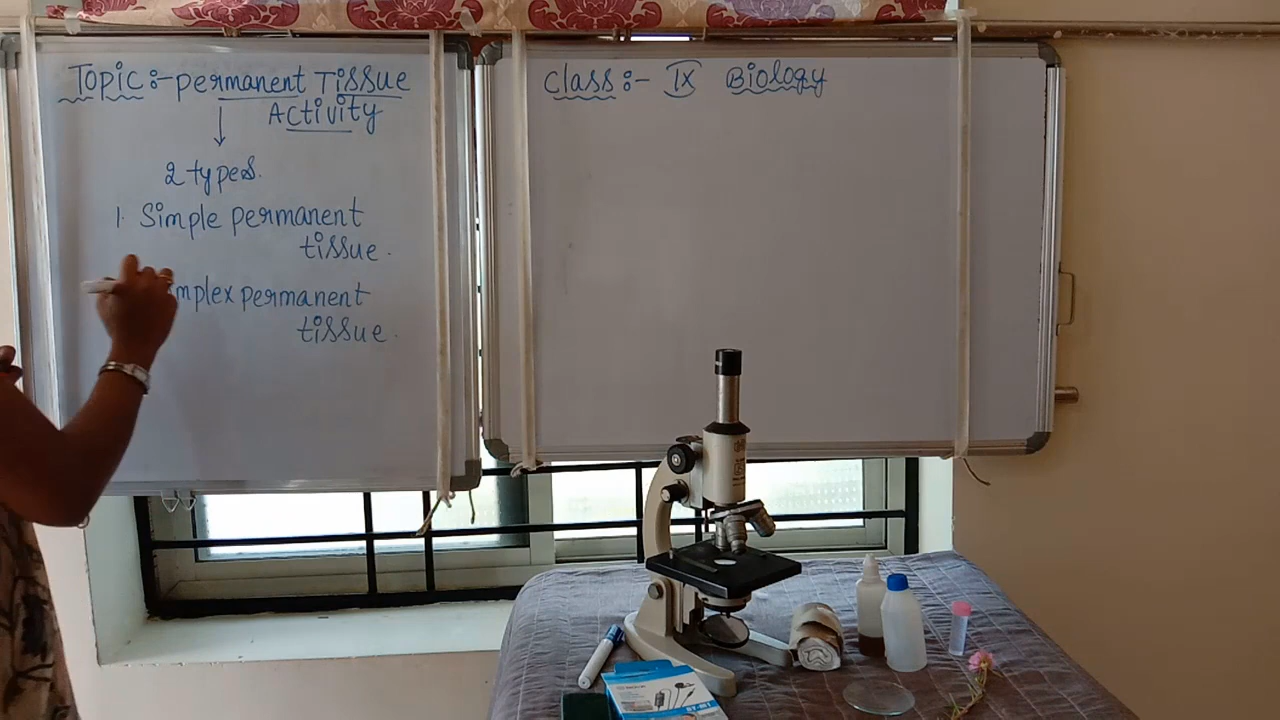 Topic :- permanent Tissue
Activity
2 types.
1. Simple permanent
tissue.
mplex permanent
tissue.
Class :- IX Biology